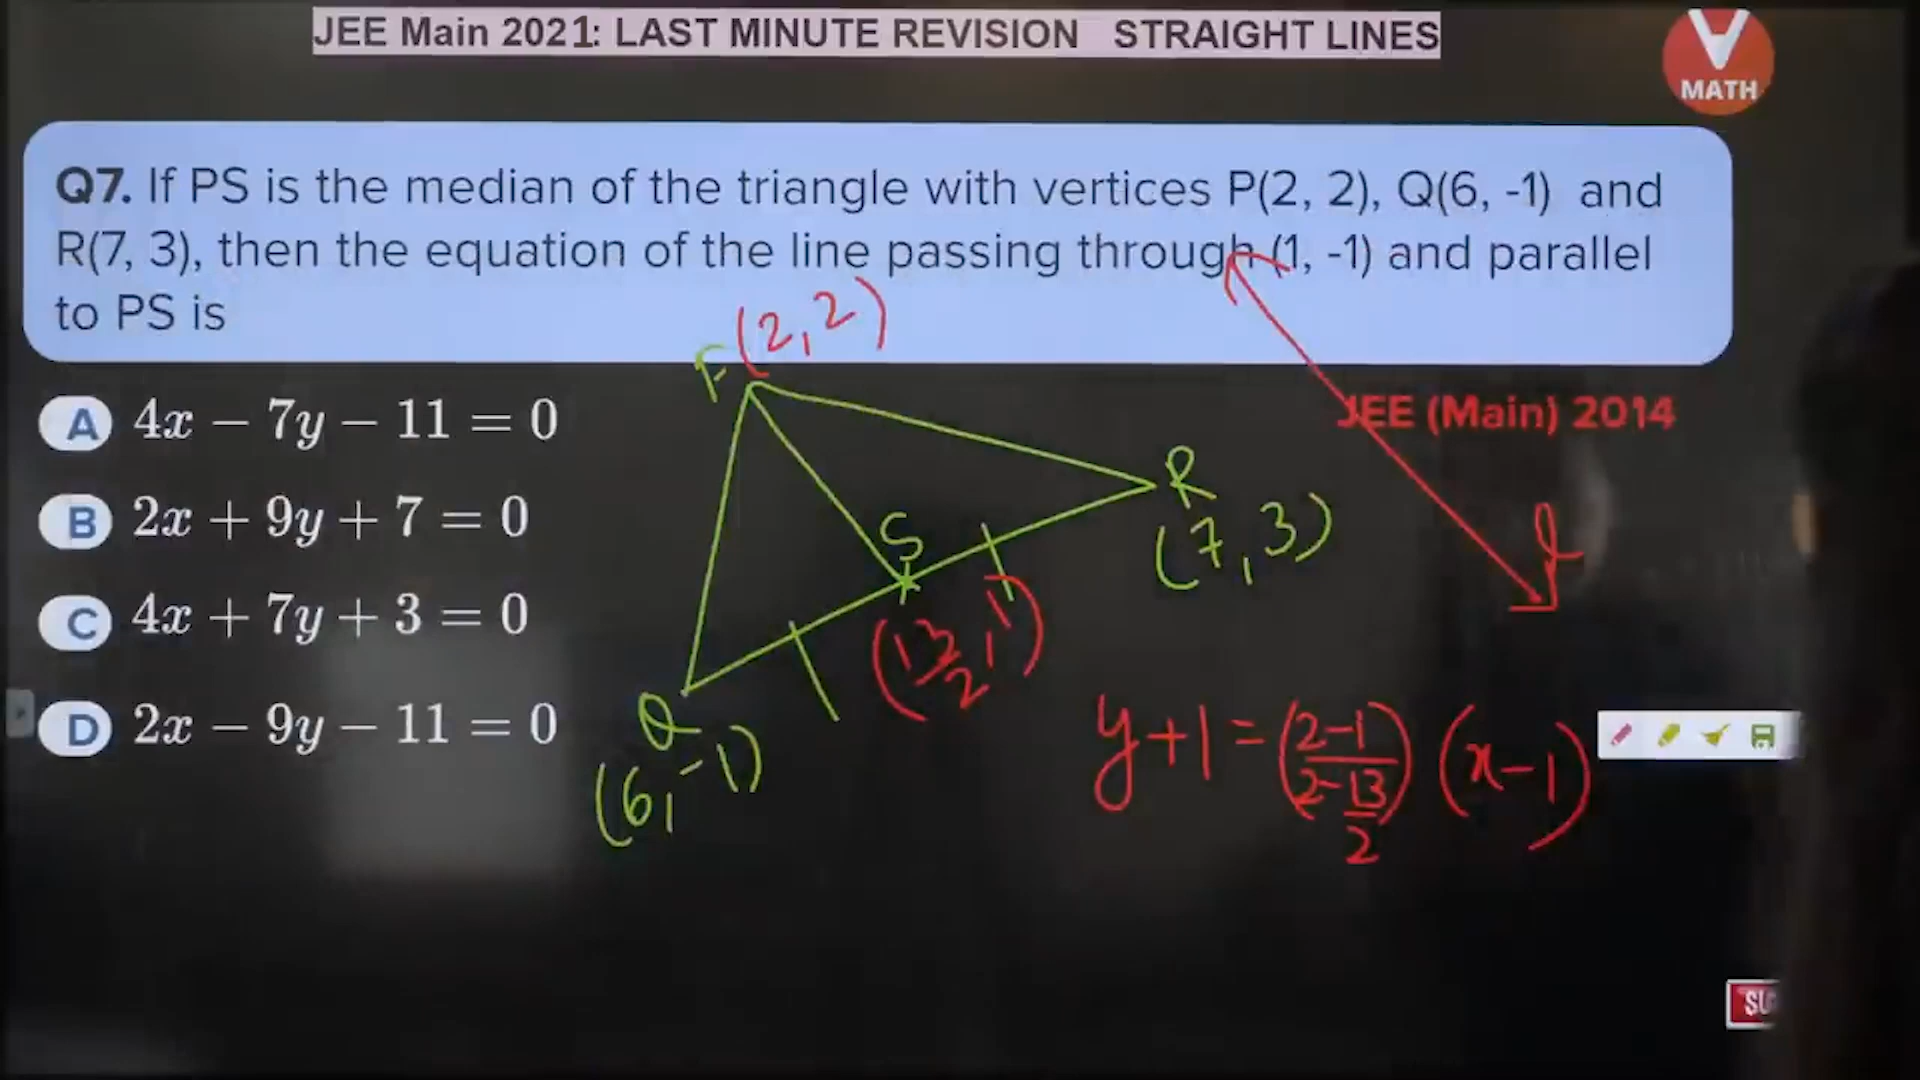 JEE Main 2021: LAST MINUTE REVISION STRAIGHT LINES
MATH
Q7. If PS is the median of the triangle with vertices P(2, 2), Q(6, -1) and
R(7, 3), then the equation of the line passing through (1, -1) and parallel
to PS is
JEE (Main) 2014
A 4x − 7y − 11 = 0
B 2x + 9y + 7 = 0
C 4x + 7y + 3 = 0
D 2x − 9y − 11 = 0
(2, 2)
R
(7, 3)
S
(13/2, 1)
Q
(6, -1)
l
y+1 = ((2-1)/(2-13/2)) (x-1)